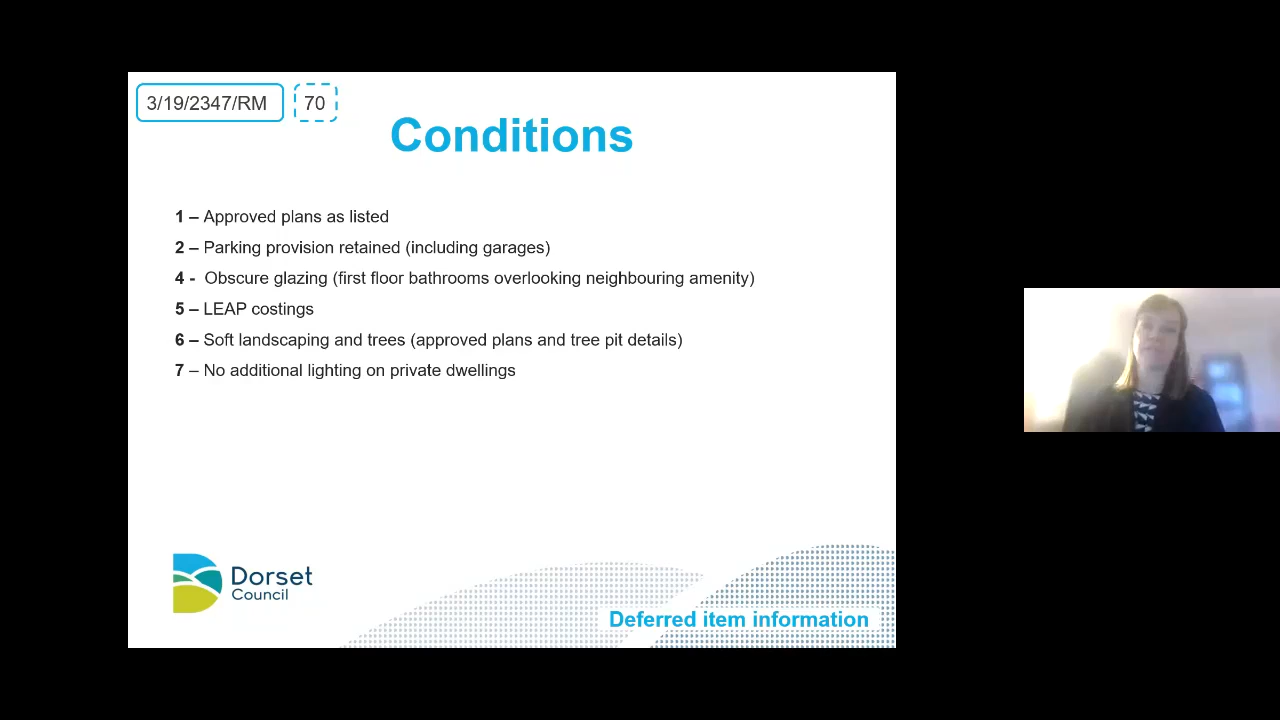 3/19/2347/RM 70
Conditions
1 – Approved plans as listed
2 – Parking provision retained (including garages)
4 - Obscure glazing (first floor bathrooms overlooking neighbouring amenity)
5 – LEAP costings
6 – Soft landscaping and trees (approved plans and tree pit details)
7 – No additional lighting on private dwellings
Dorset
Council
Deferred item information